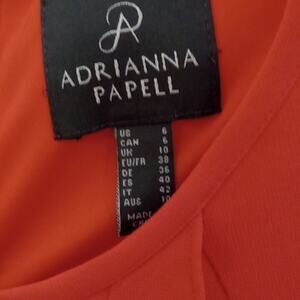 ADRIANNA
PAPELL
US 6
CAN 6
UK 10
EU/FR 38
DE 36
ES 40
IT 42
AUS 10
MADE